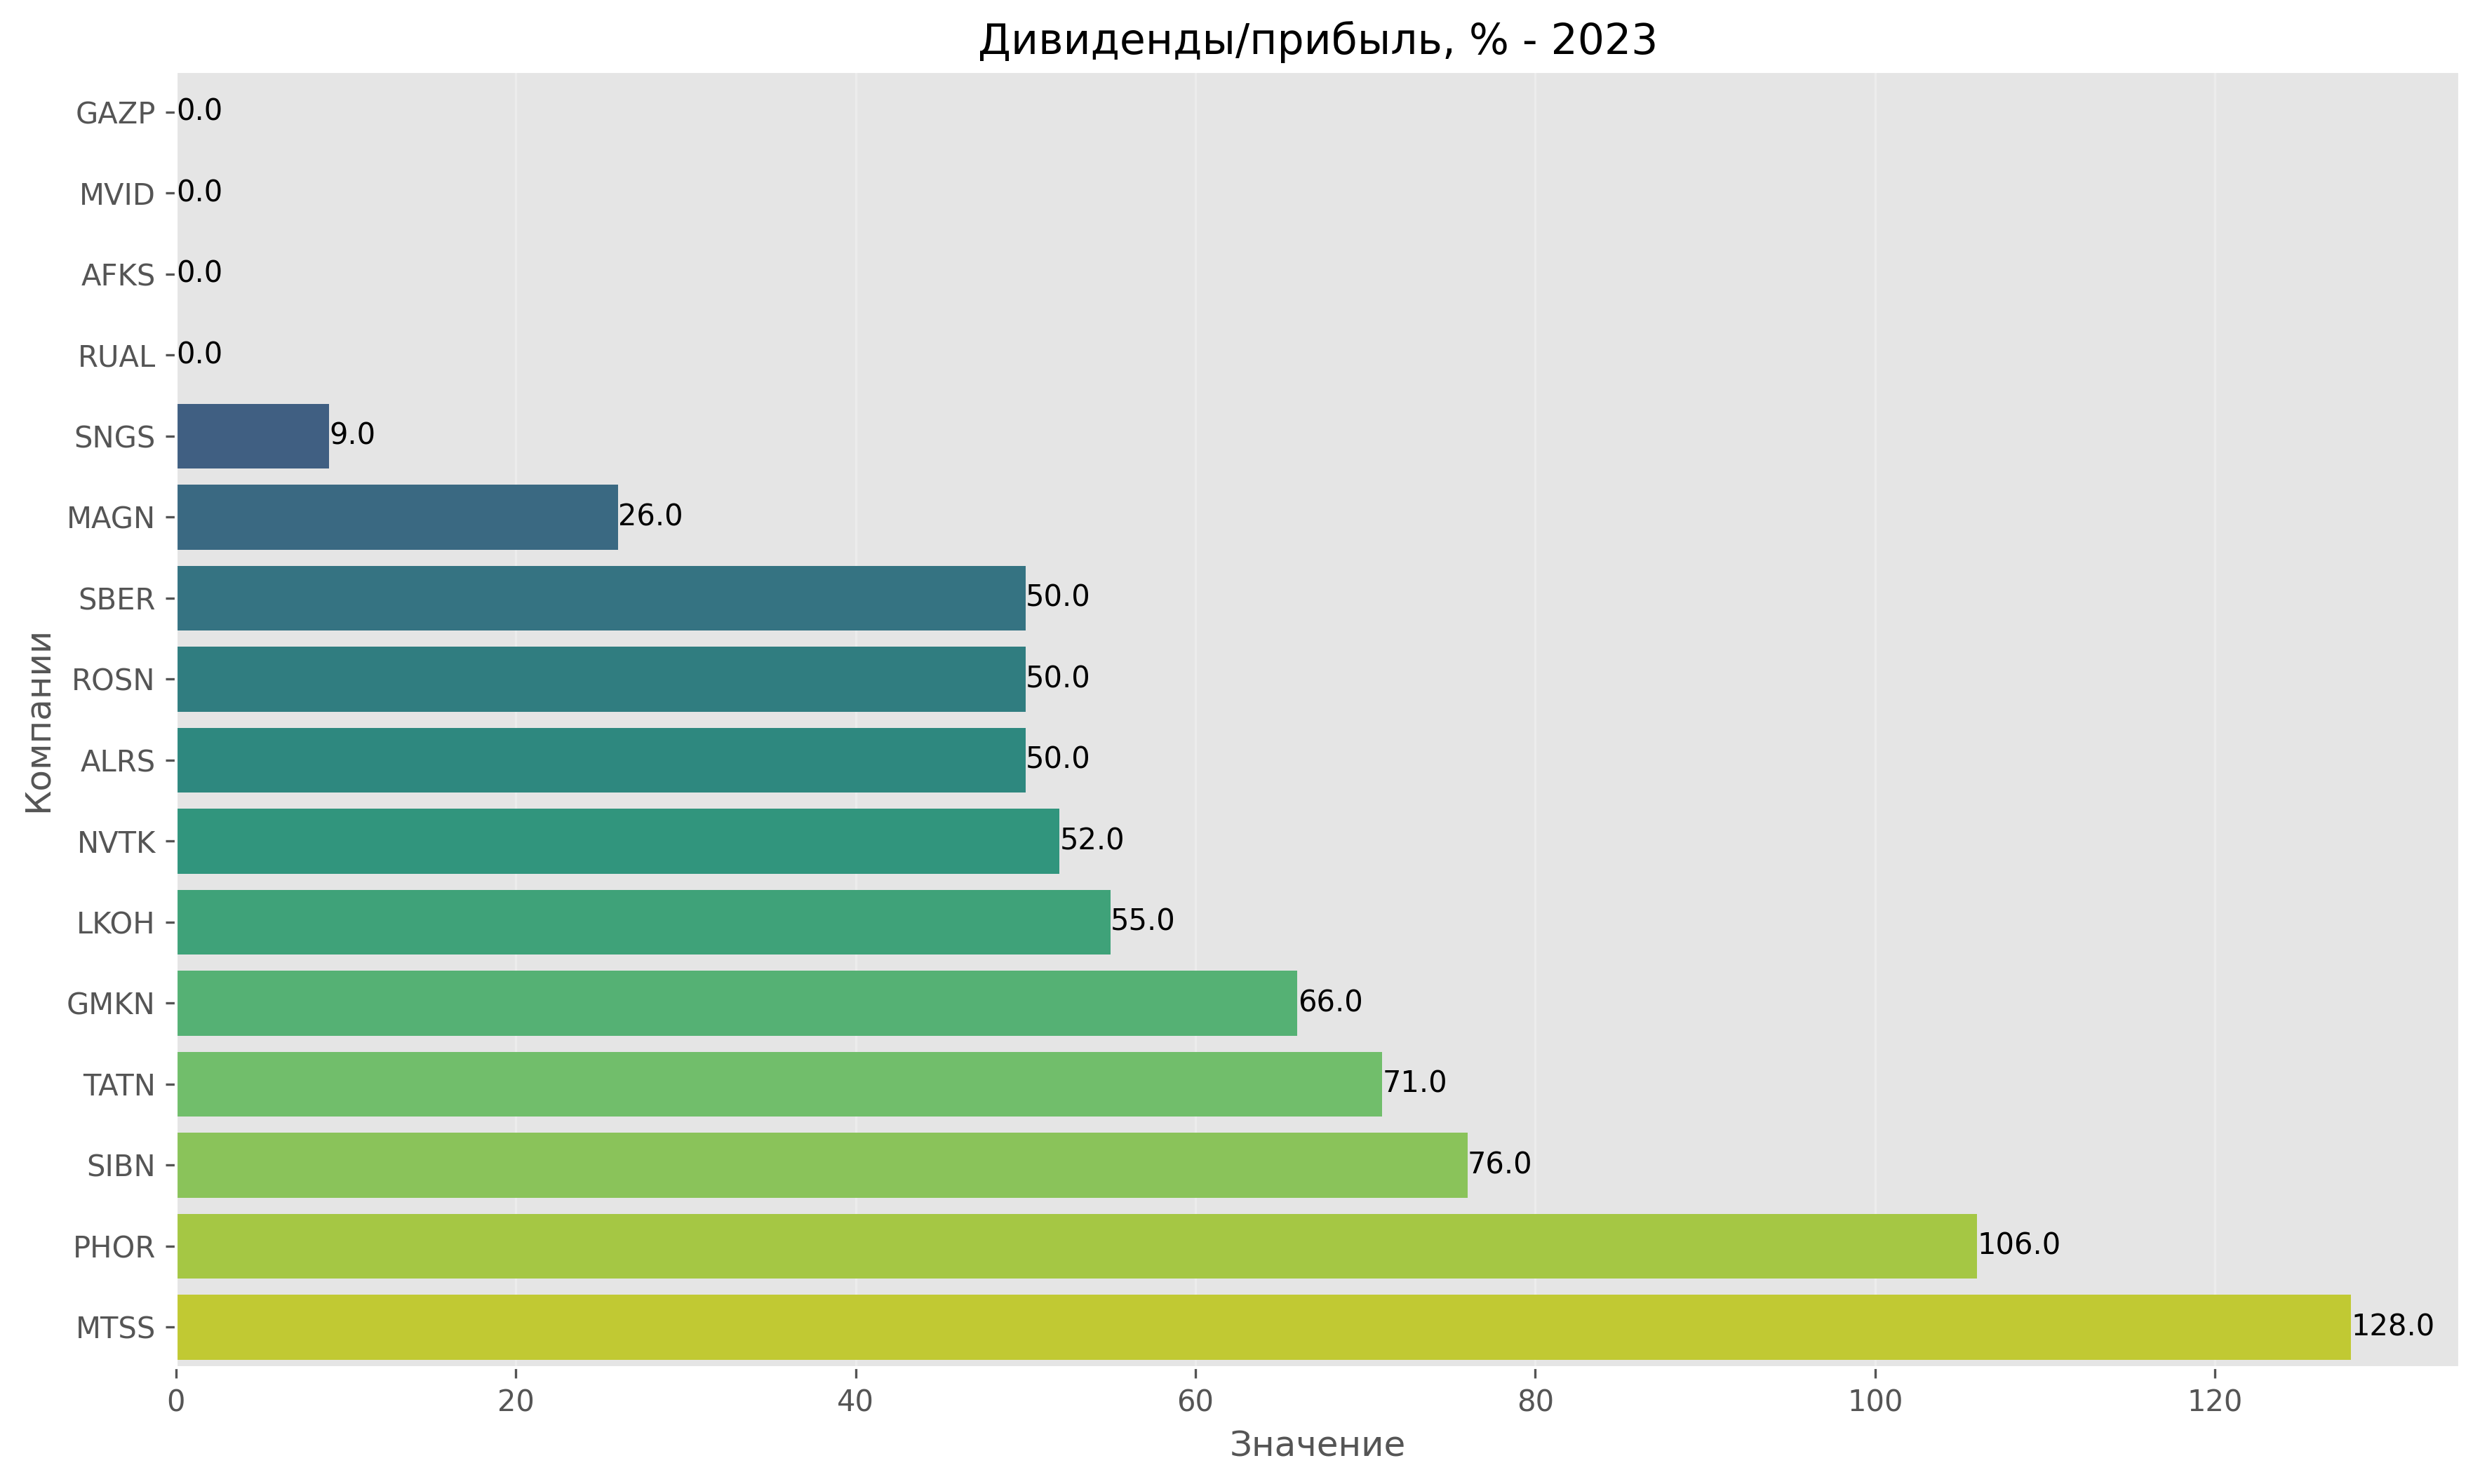 Дивиденды/прибыль, % - 2023
Компании
GAZP 0.0
MVID 0.0
AFKS 0.0
RUAL 0.0
SNGS 9.0
MAGN 26.0
SBER 50.0
ROSN 50.0
ALRS 50.0
NVTK 52.0
LKOH 55.0
GMKN 66.0
TATN 71.0
SIBN 76.0
PHOR 106.0
MTSS 128.0
0 20 40 60 80 100 120
Значение